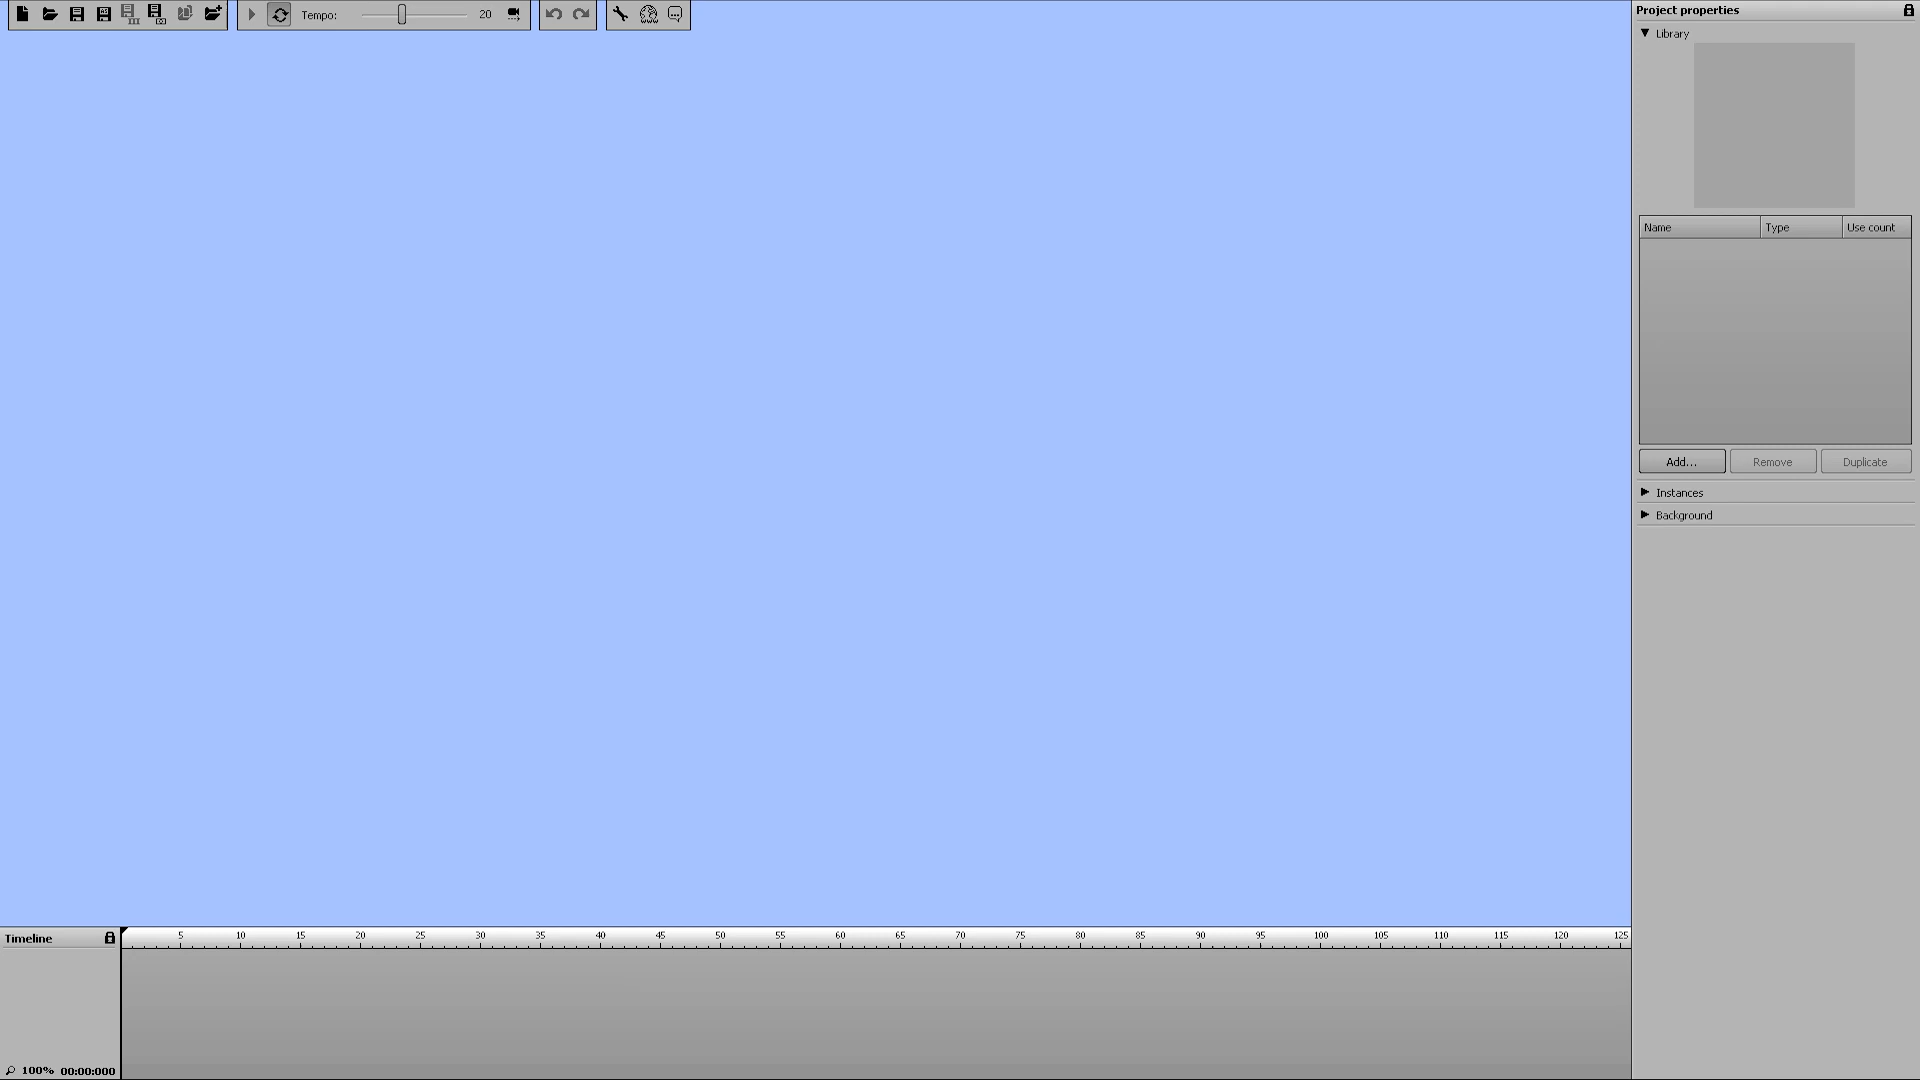 Tempo: 20
Project properties
Library
Name Type Use count
Add... Remove Duplicate
Instances
Background
Timeline
5 10 15 20 25 30 35 40 45 50 55 60 65 70 75 80 85 90 95 100 105 110 115 120 125
100% 00:00:000